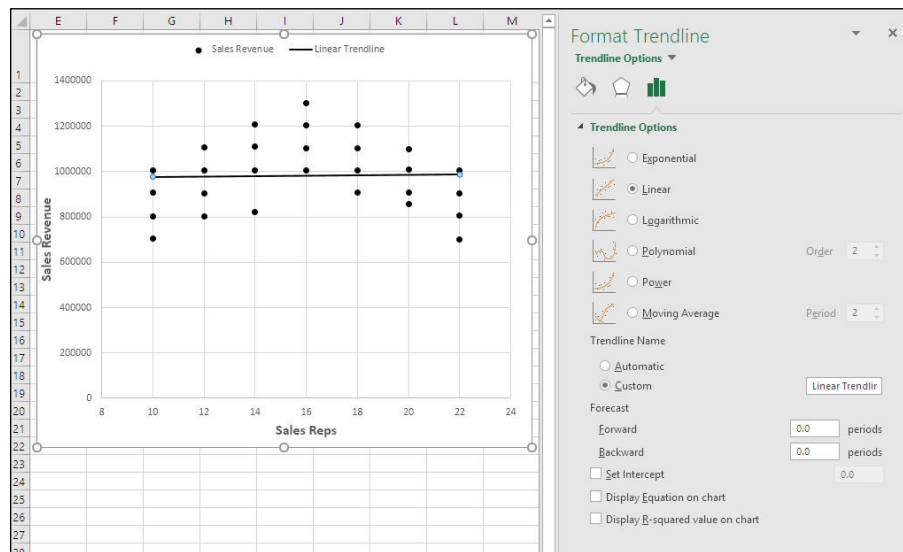 E F G H I J K L M
Sales Revenue Linear Trendline
1
2
3
4
5
6
7
8
9
10
11
12
13
14
15
16
17
18
19
20
21
22
23
24
25
26
27
28
1400000
1200000
1000000
800000
600000
400000
200000
0
Sales Revenue
8 10 12 14 16 18 20 22 24
Sales Reps
Format Trendline
Trendline Options
Trendline Options
Exponential
Linear
Logarithmic
Polynomial Order 2
Power
Moving Average Period 2
Trendline Name
Automatic
Custom Linear Trendlir
Forecast
Forward 0.0 periods
Backward 0.0 periods
Set Intercept 0.0
Display Equation on chart
Display R-squared value on chart